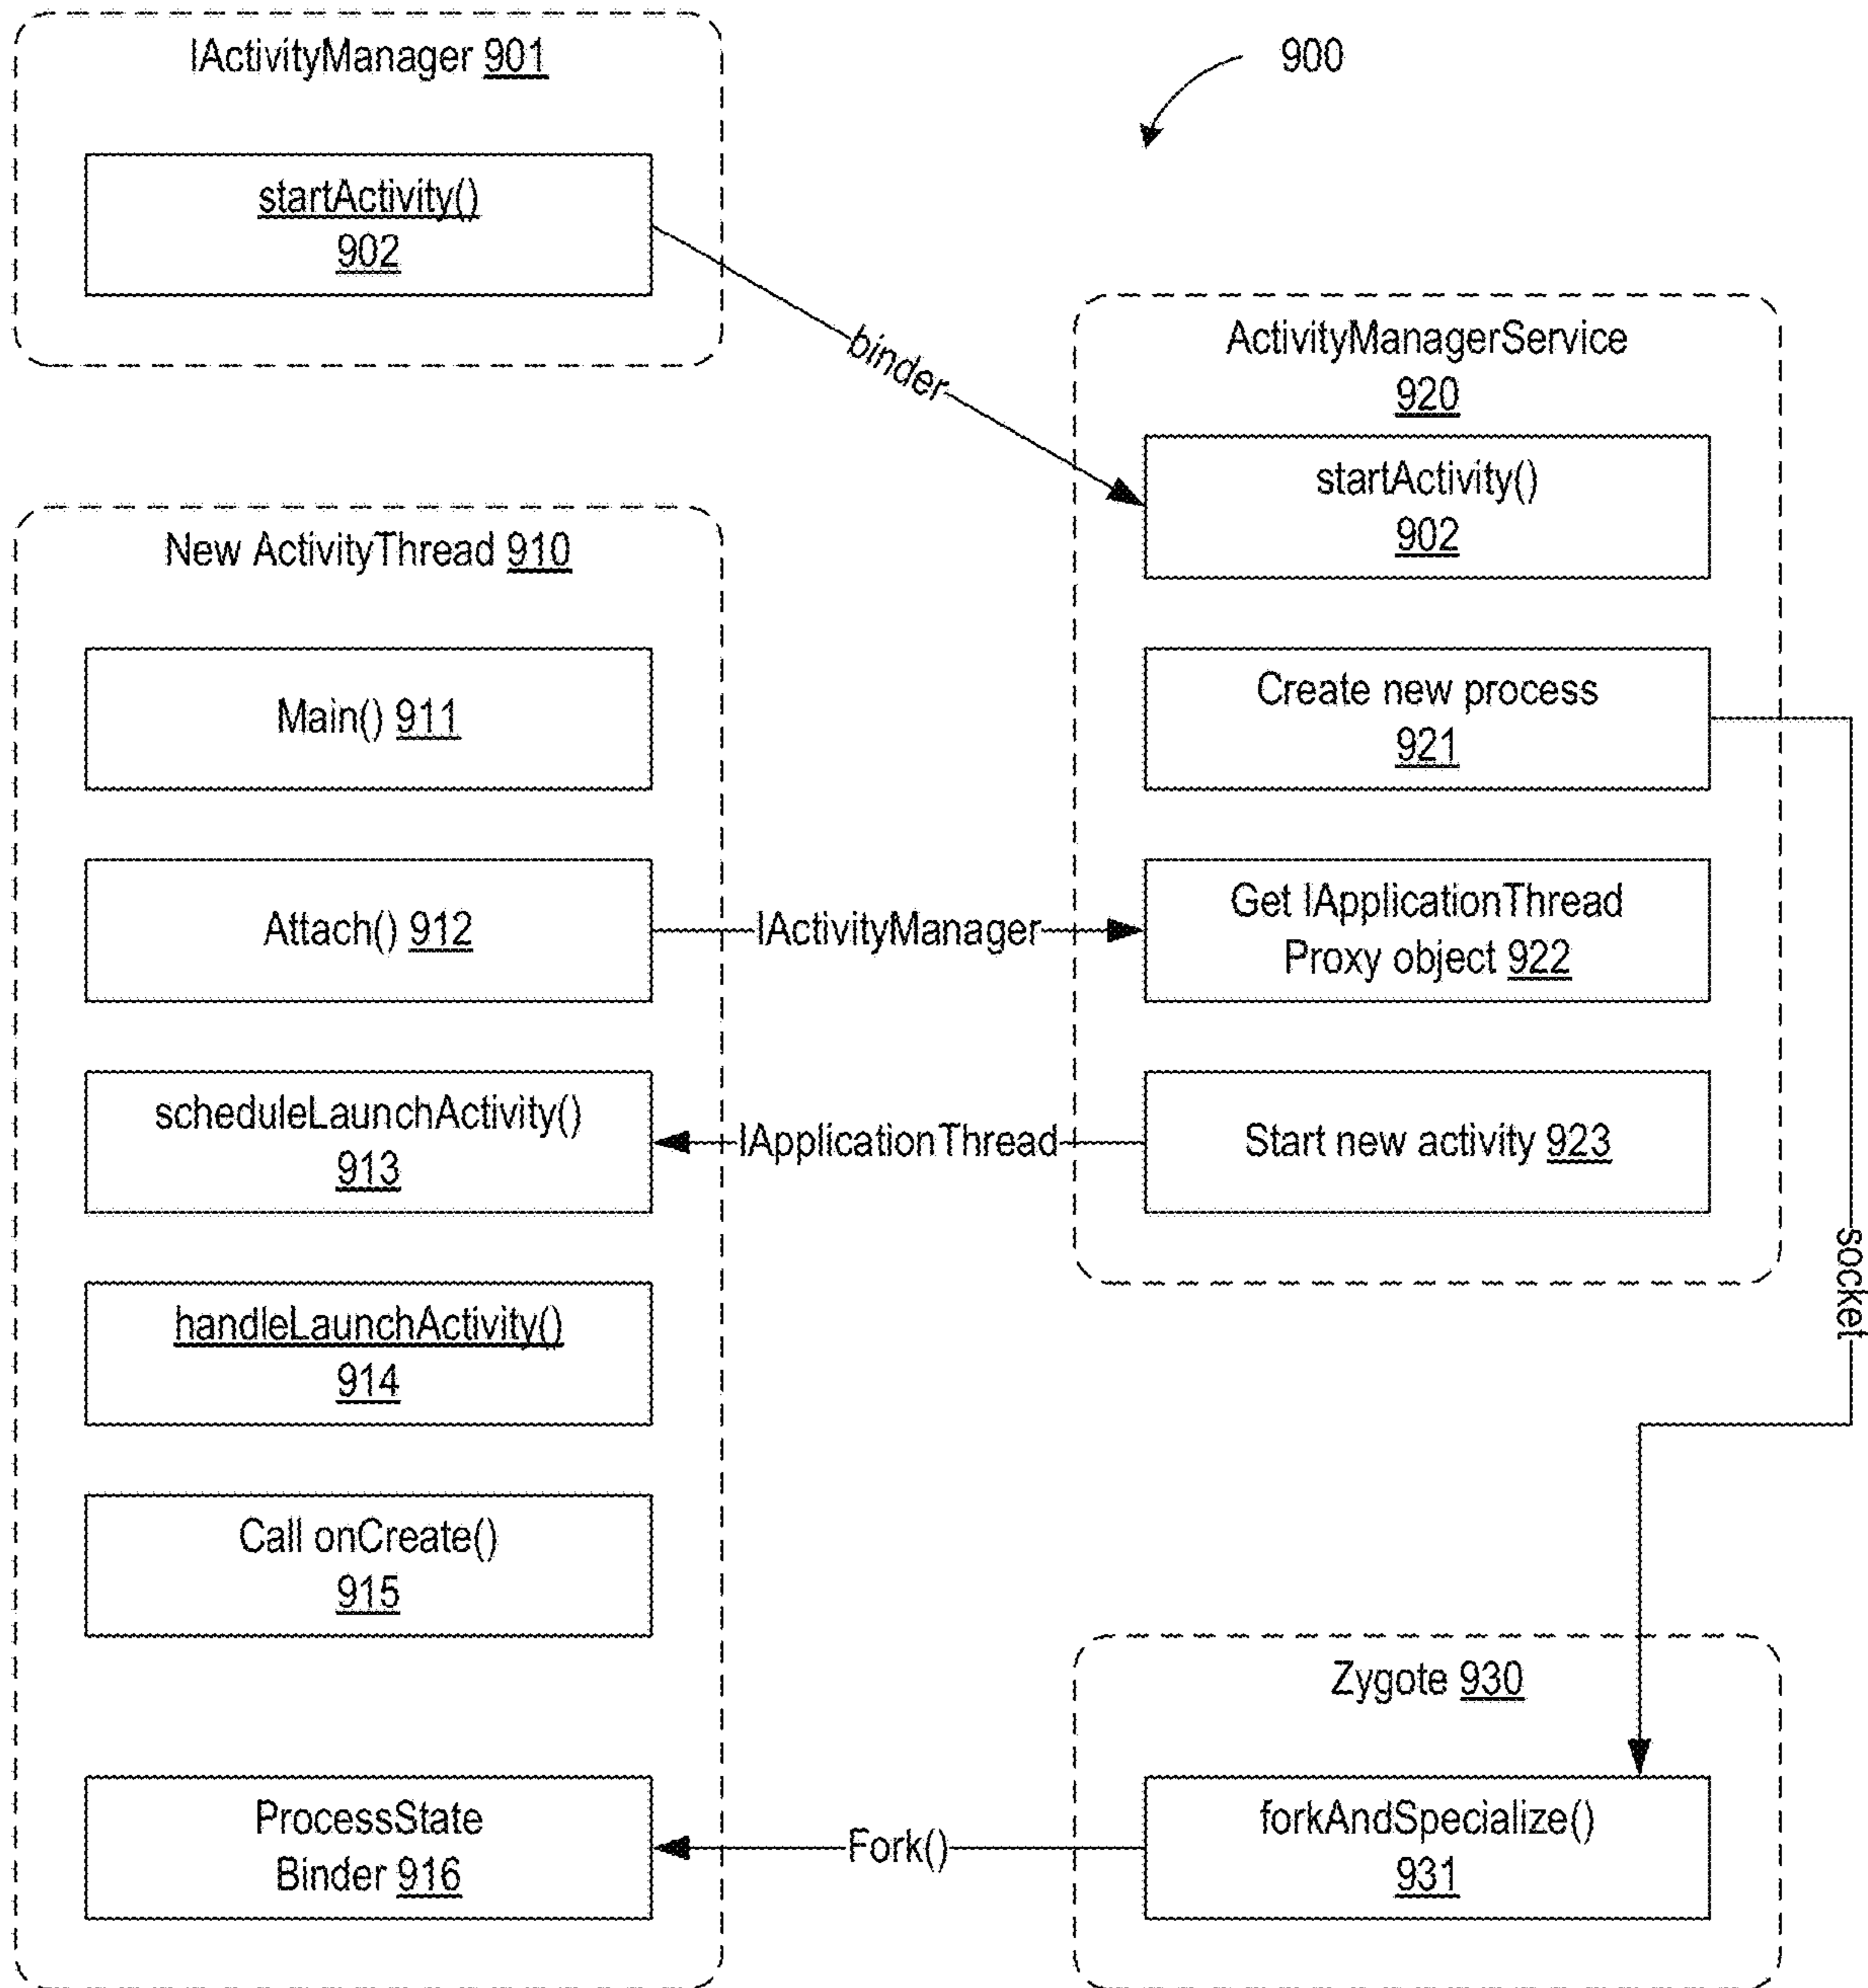 IActivityManager 901
900
startActivity()
902
binder
ActivityManagerService
920
startActivity()
902
New ActivityThread 910
Main() 911
Create new process
921
Attach() 912
IActivityManager
Get IApplicationThread
Proxy object 922
scheduleLaunchActivity()
913
IApplicationThread
Start new activity 923
socket
handleLaunchActivity()
914
Call onCreate()
915
Zygote 930
ProcessState
Binder 916
Fork()
forkAndSpecialize()
931